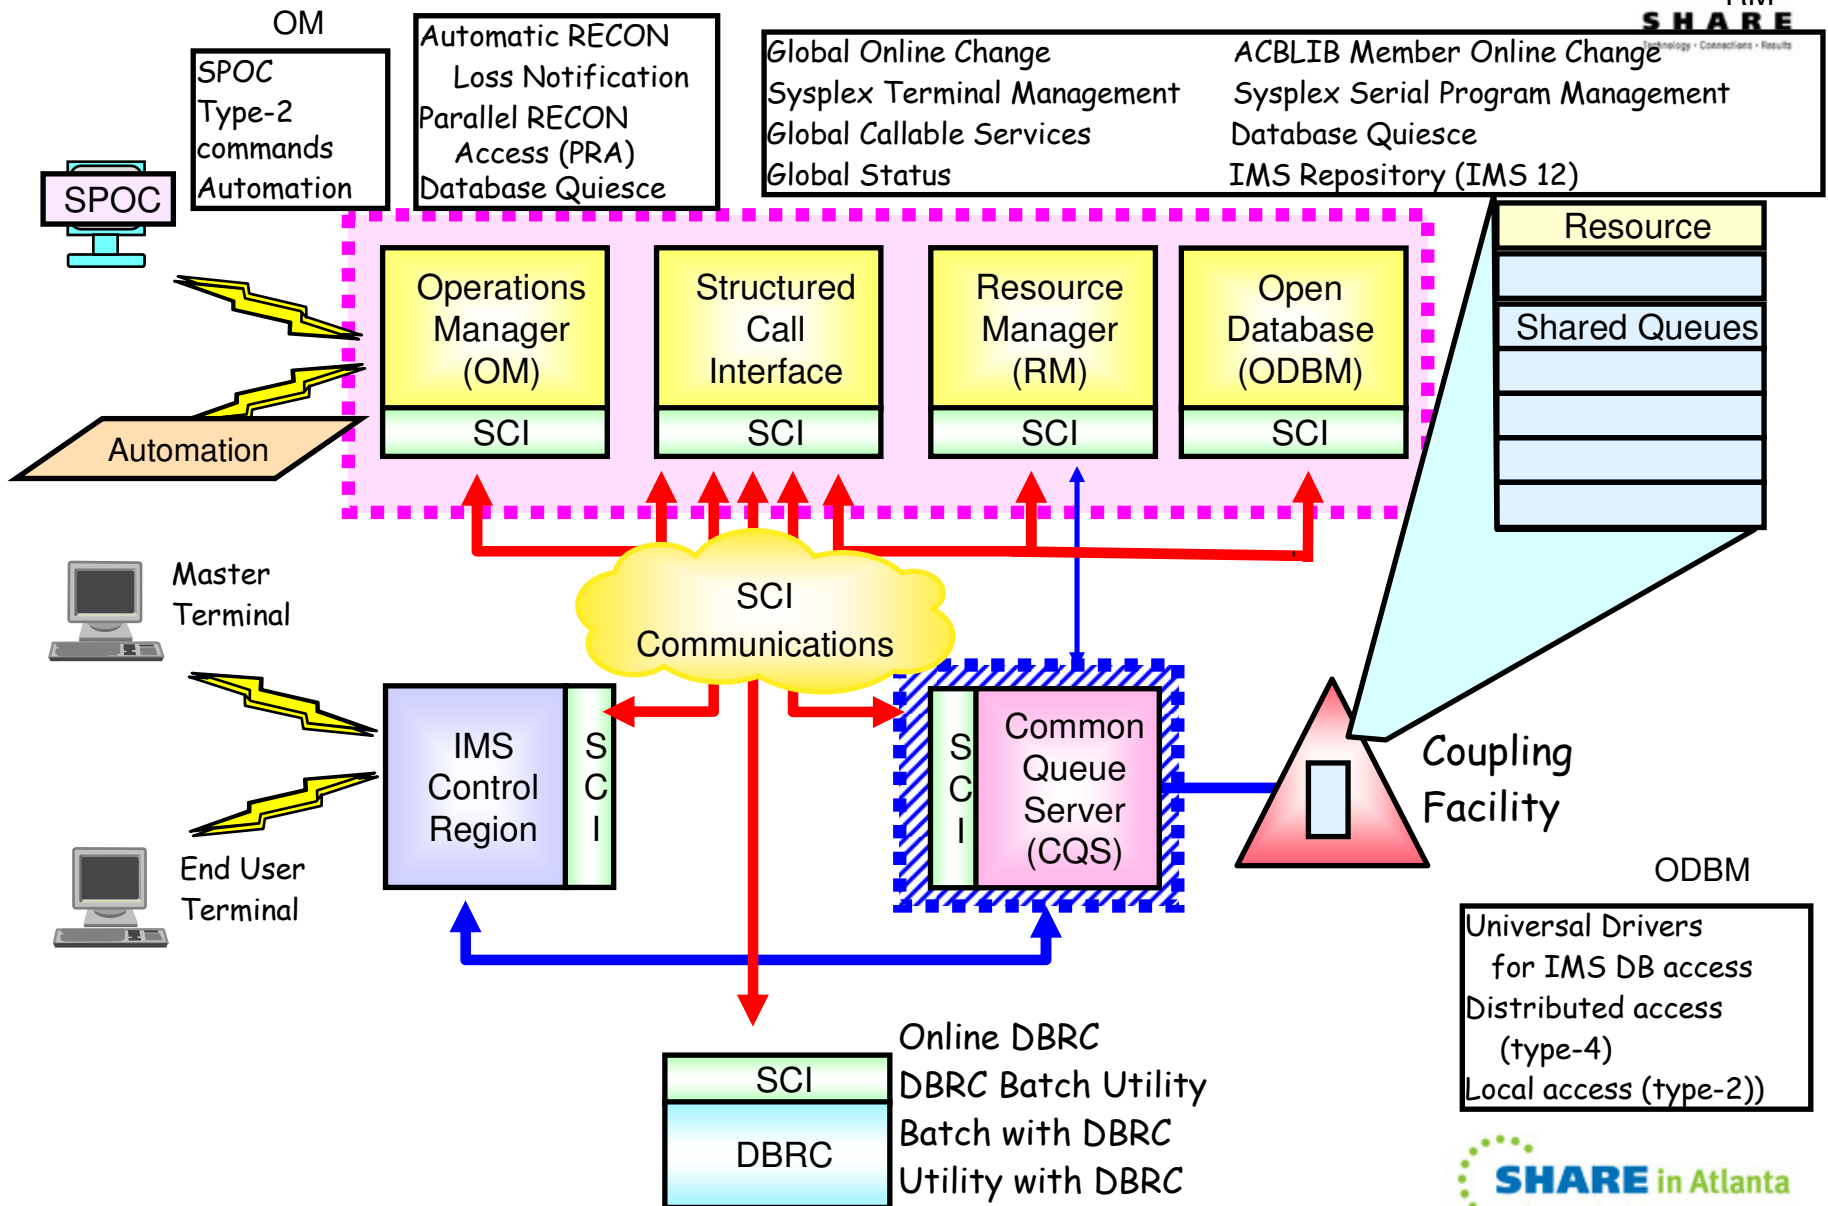 OM
RM
SHARE
Technology · Connections · Results
SPOC
Type-2
commands
Automation
Automatic RECON
Loss Notification
Parallel RECON
Access (PRA)
Database Quiesce
Global Online Change
Sysplex Terminal Management
Global Callable Services
Global Status
ACBLIB Member Online Change
Sysplex Serial Program Management
Database Quiesce
IMS Repository (IMS 12)
SPOC
Automation
Operations
Manager
(OM)
SCI
Structured
Call
Interface
SCI
Resource
Manager
(RM)
SCI
Open
Database
(ODBM)
SCI
Resource
Shared Queues
Master
Terminal
SCI
Communications
End User
Terminal
IMS
Control
Region
S
C
I
S
C
I
Common
Queue
Server
(CQS)
Coupling
Facility
ODBM
Universal Drivers
for IMS DB access
Distributed access
(type-4)
Local access (type-2))
SCI
DBRC
Online DBRC
DBRC Batch Utility
Batch with DBRC
Utility with DBRC
SHARE in Atlanta